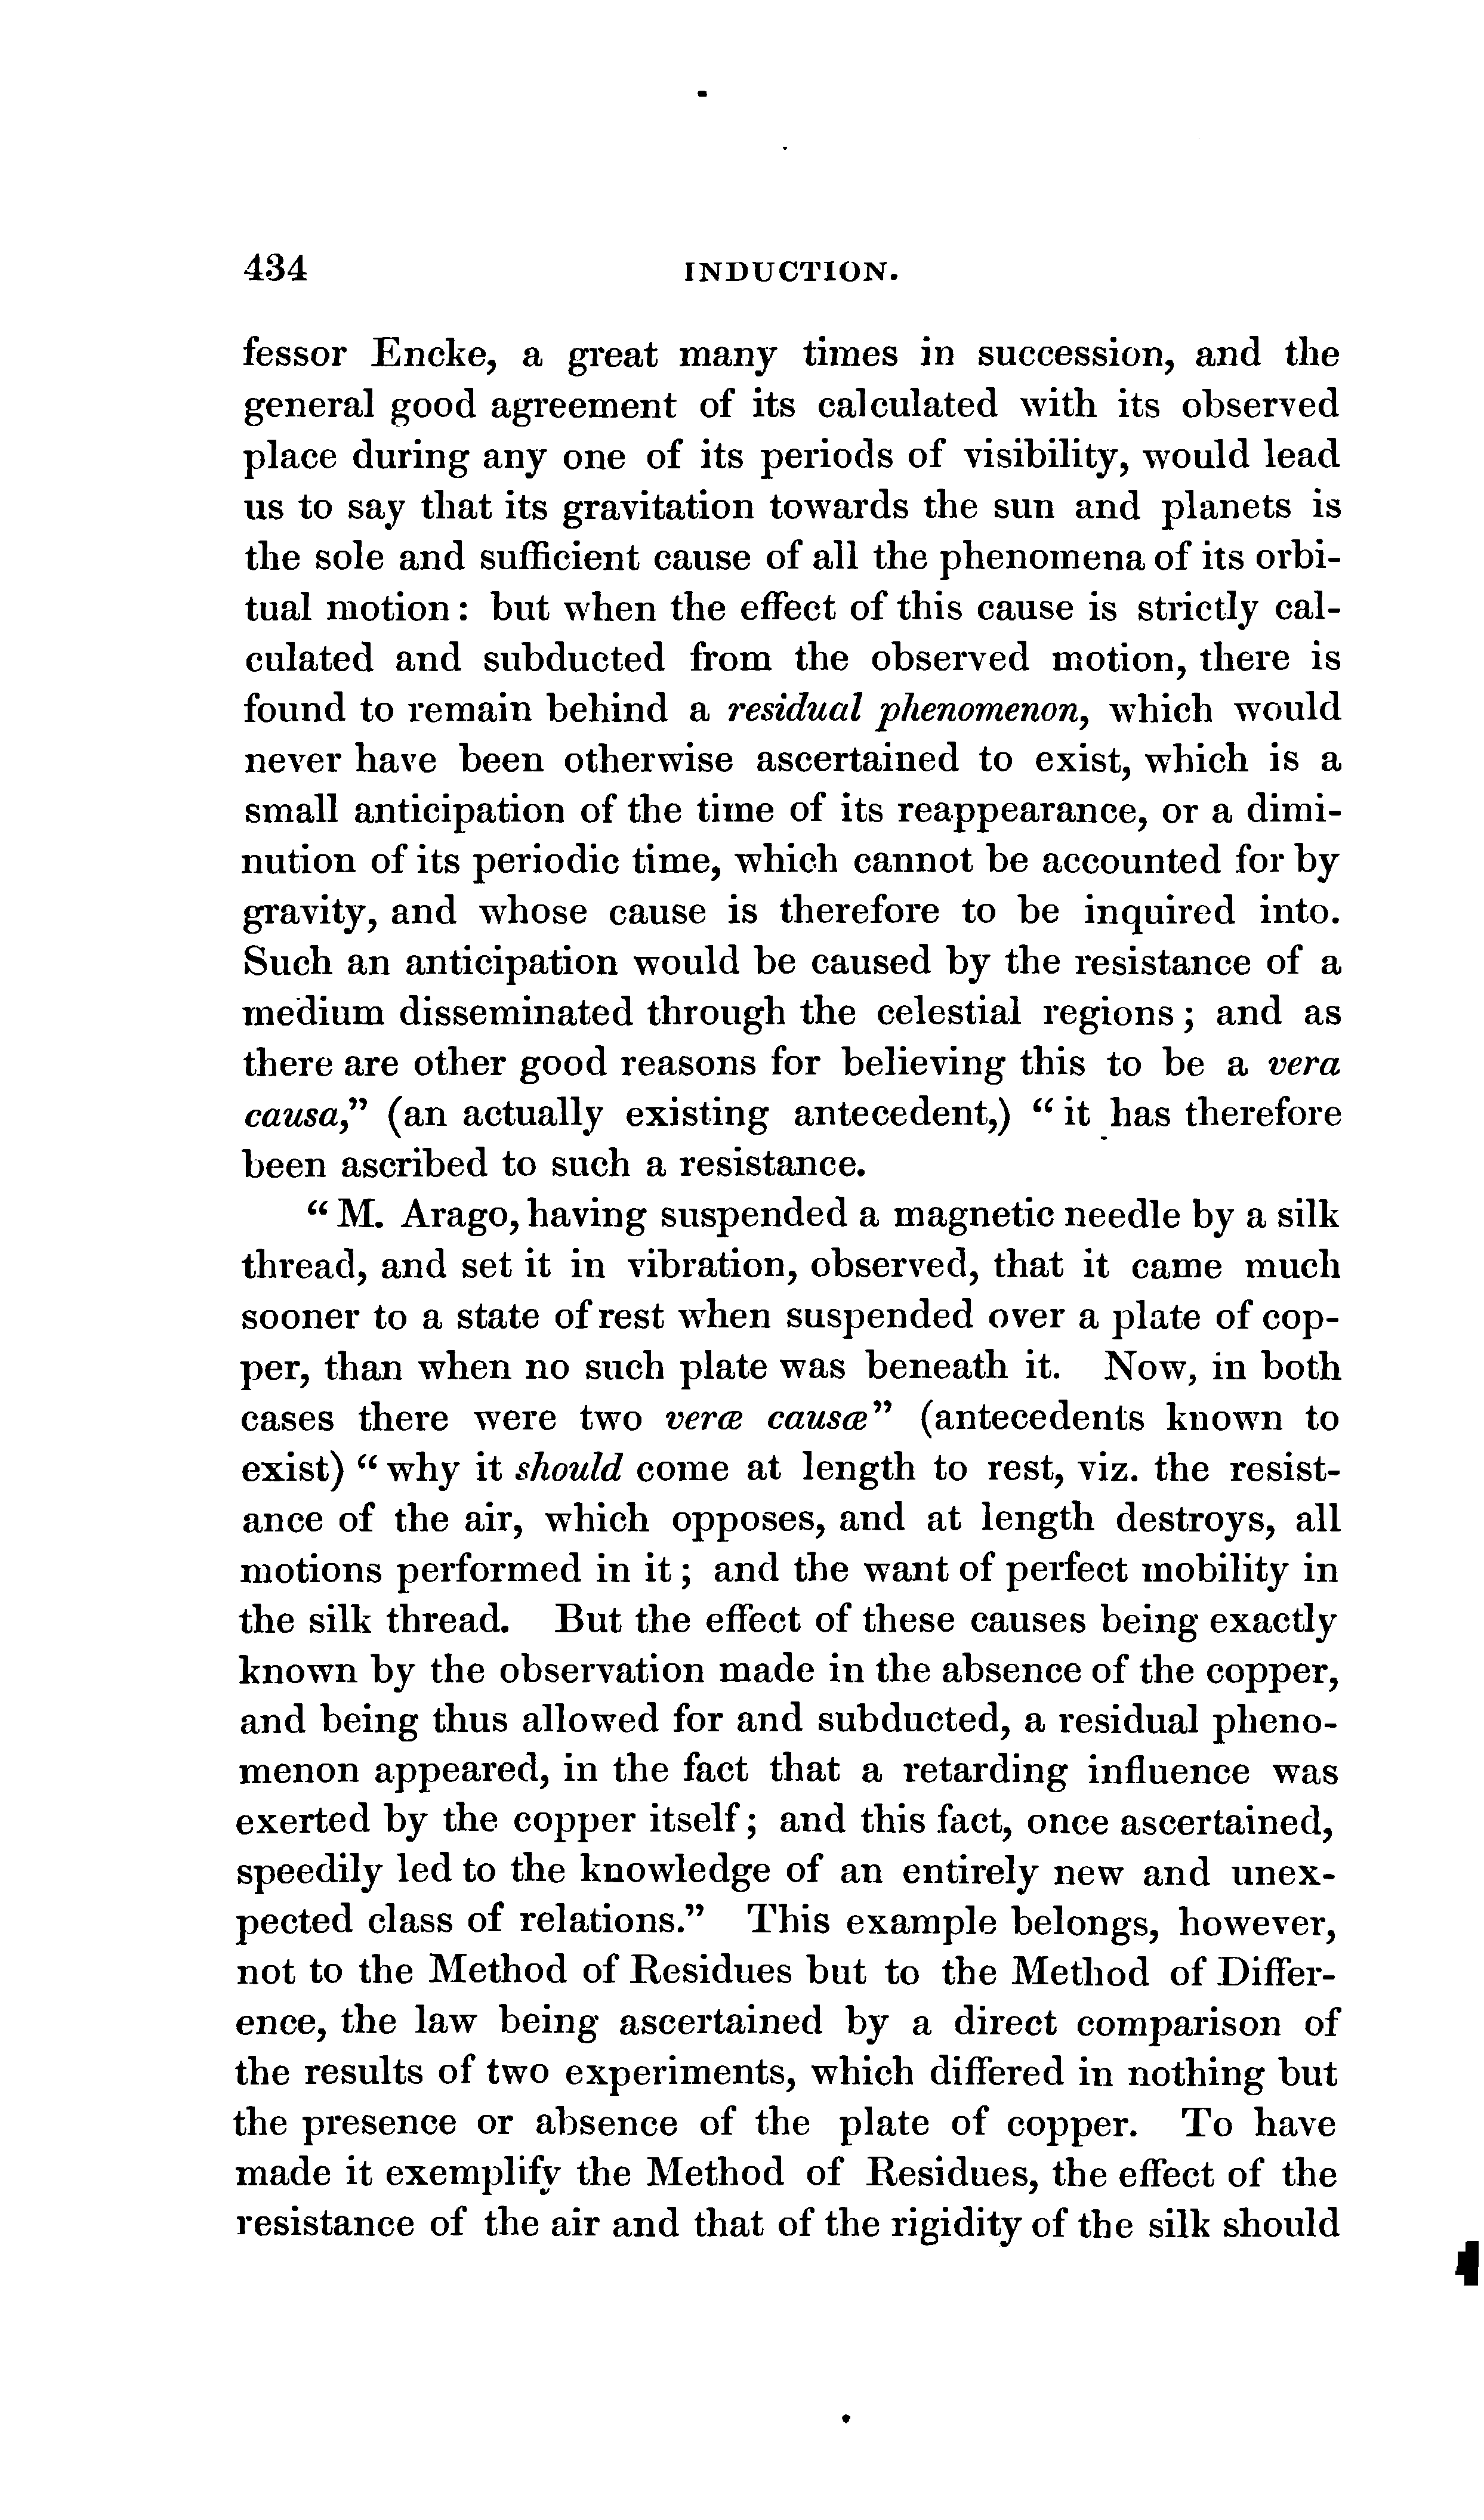 434 INDUCTION.
fessor Encke, a great many times in succession, and the
general good agreement of its calculated with its observed
place during any one of its periods of visibility, would lead
us to say that its gravitation towards the sun and planets is
the sole and sufficient cause of all the phenomena of its orbi-
tual motion: but when the effect of this cause is strictly cal-
culated and subducted from the observed motion, there is
found to remain behind a residual phenomenon, which would
never have been otherwise ascertained to exist, which is a
small anticipation of the time of its reappearance, or a dimi-
nution of its periodic time, which cannot be accounted for by
gravity, and whose cause is therefore to be inquired into.
Such an anticipation would be caused by the resistance of a
medium disseminated through the celestial regions; and as
there are other good reasons for believing this to be a vera
causa,” (an actually existing antecedent,) “it has therefore
been ascribed to such a resistance.
“M. Arago, having suspended a magnetic needle by a silk
thread, and set it in vibration, observed, that it came much
sooner to a state of rest when suspended over a plate of cop-
per, than when no such plate was beneath it. Now, in both
cases there were two veræ causæ” (antecedents known to
exist) “why it should come at length to rest, viz. the resist-
ance of the air, which opposes, and at length destroys, all
motions performed in it; and the want of perfect mobility in
the silk thread. But the effect of these causes being exactly
known by the observation made in the absence of the copper,
and being thus allowed for and subducted, a residual pheno-
menon appeared, in the fact that a retarding influence was
exerted by the copper itself; and this fact, once ascertained,
speedily led to the knowledge of an entirely new and unex-
pected class of relations.” This example belongs, however,
not to the Method of Residues but to the Method of Differ-
ence, the law being ascertained by a direct comparison of
the results of two experiments, which differed in nothing but
the presence or absence of the plate of copper. To have
made it exemplify the Method of Residues, the effect of the
resistance of the air and that of the rigidity of the silk should